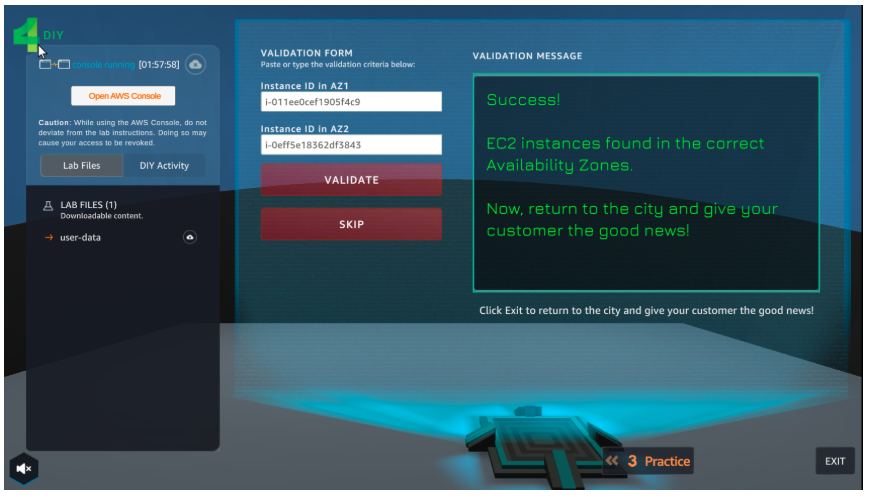 4 DIY
console running [01:57:58]
Open AWS Console
Caution: While using the AWS Console, do not
deviate from the lab instructions. Doing so may
cause your access to be revoked.
Lab Files DIY Activity
LAB FILES (1)
Downloadable content.
→ user-data
VALIDATION FORM
Paste or type the validation criteria below:
Instance ID in AZ1
i-011ee0cef1905f4c9
Instance ID in AZ2
i-0eff5e18362df3843
VALIDATE
SKIP
VALIDATION MESSAGE
Success!
EC2 instances found in the correct
Availability Zones.
Now, return to the city and give your
customer the good news!
Click Exit to return to the city and give your customer the good news!
« 3 Practice
EXIT